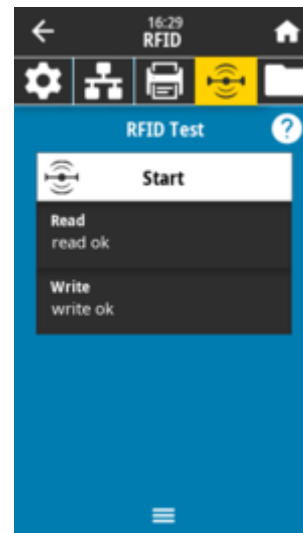 16:29
RFID
RFID Test
?
Start
Read
read ok
Write
write ok